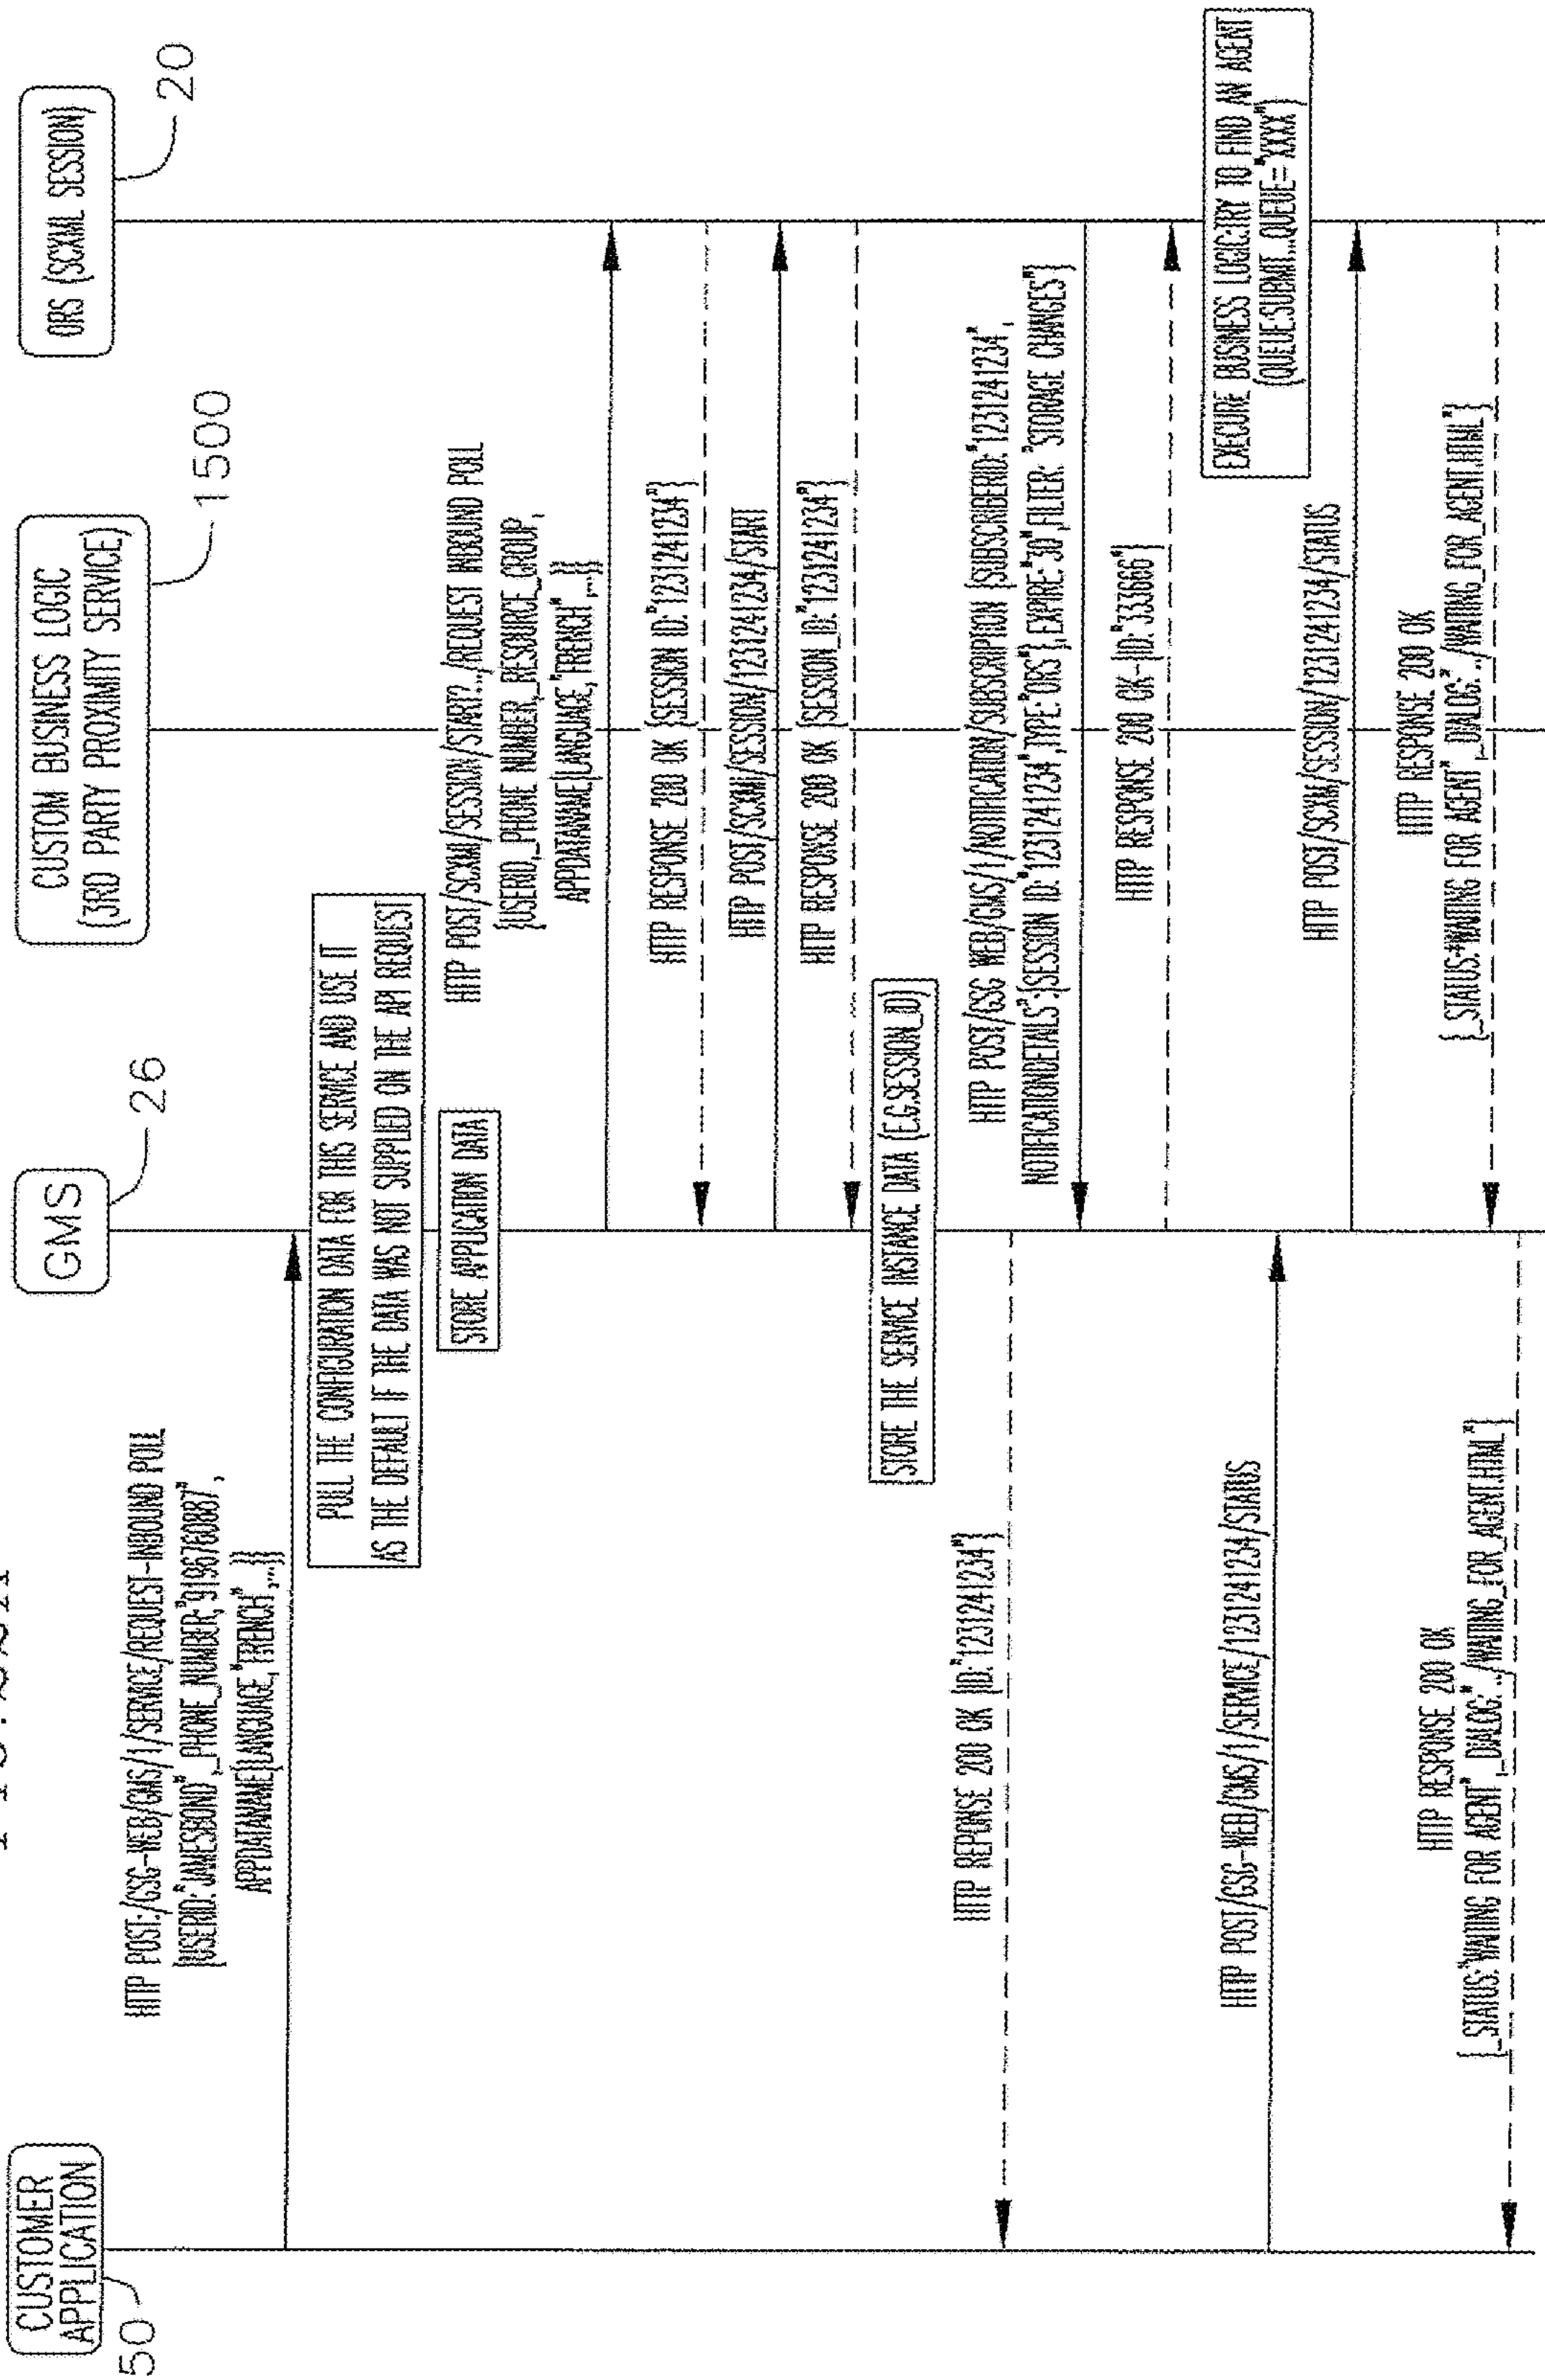 CUSTOMER
APPLICATION
50
GMS
26
CUSTOM BUSINESS LOGIC
(3RD PARTY PROXIMITY SERVICE)
1500
ORS (SCXML SESSION)
20
HTTP POST:/GSG-WEB/GMS/1/SERVICE/REQUEST-INBOUND POLL
{USERID:"JAMESBOND",_PHONE_NUMBER,"9196760887",
APPDATANAME{LANGUAGE,"FRENCH",...}}
PULL THE CONFIGURATION DATA FOR THIS SERVICE AND USE IT
AS THE DEFAULT IF THE DATA WAS NOT SUPPLIED ON THE API REQUEST
STORE APPLICATION DATA
HTTP POST/SCXML/SESSION/START?../REQUEST INBOUND POLL
{USERID,_PHONE NUMBER,_RESOURCE_GROUP,
APPDATANAME{LANGUAGE,"FRENCH",...}}
HTTP RESPONSE 200 OK {SESSION ID:"1231241234"}
HTTP POST/SCXML/SESSION/1231241234/START
HTTP RESPONSE 200 OK {SESSION_ID:"1231241234"}
STORE THE SERVICE INSTANCE DATA (E.G.SESSION_ID)
HTTP REPONSE 200 OK {ID:"1231241234"}
HTTP POST/GSG WEB/GMS/1/NOTIFICATION/SUBSCRIPTION {SUBSCRIBERID:"1231241234",
NOTIFICATIONDETAILS":{SESSION ID:"1231241234",TYPE:"ORS"},EXPIRE:"30",FILTER: "STORAGE CHANGES"}
HTTP RESPONSE 200 OK-{ID:"333666"}
EXECURE BUSINESS LOGIC:TRY TO FIND AN AGENT
(QUEUE:SUBMIT...QUEUE="XXXX")
HTTP POST/GSG-WEB/GMS/1/SERVICE/1231241234/STATUS
HTTP POST/SCXM/SESSION/1231241234/STATUS
HTTP RESPONSE 200 OK
{_STATUS:"WAITING FOR AGENT",_DIALOG:"../WAITING_FOR_AGENT.HTML"}
HTTP RESPONSE 200 OK
{_STATUS:"WAITING FOR AGENT",_DIALOG:"../WAITING_FOR_AGENT.HTML"}